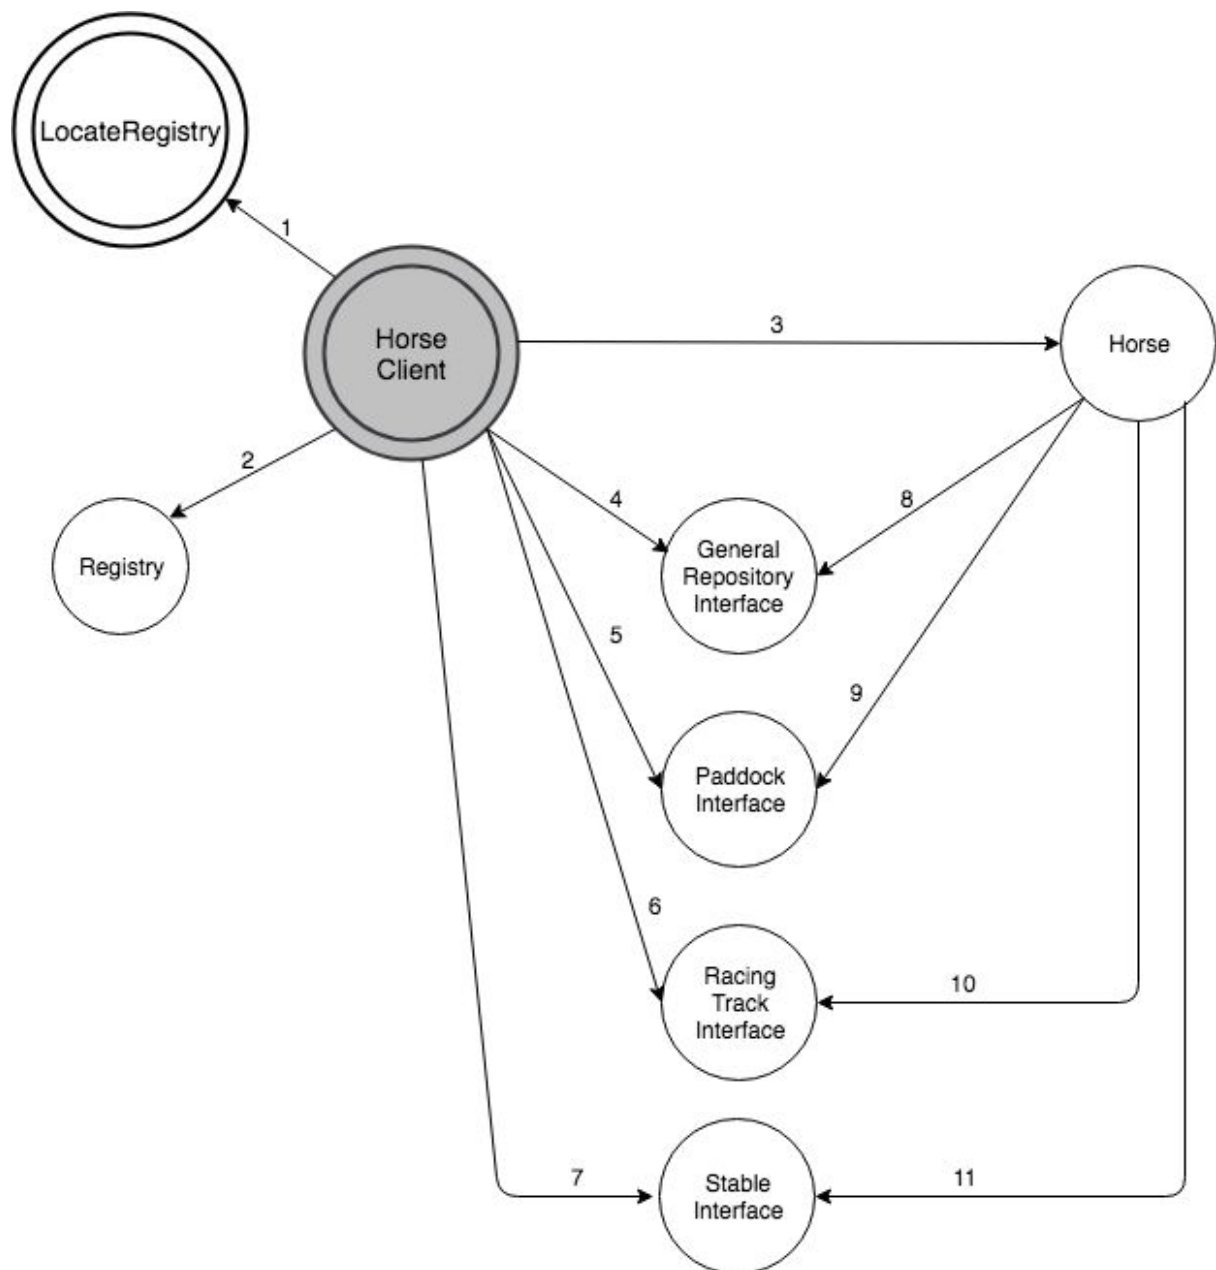 LocateRegistry
1
Horse
Client
3
Horse
2
Registry
4
8
General
Repository
Interface
5
9
Paddock
Interface
6
Racing
Track
Interface
10
7
Stable
Interface
11